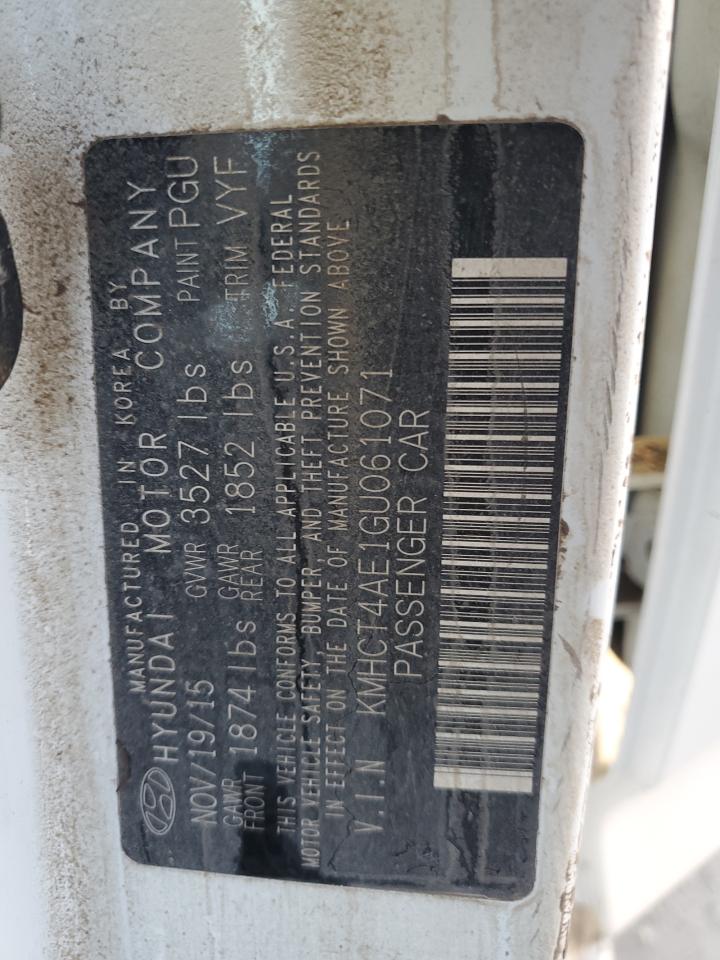 MANUFACTURED IN KOREA BY
HYUNDAI MOTOR COMPANY
NOV/19/15 GVWR 3527 lbs PAINT PGU
GAWR FRONT 1874 lbs GAWR REAR 1852 lbs TRIM VYF
THIS VEHICLE CONFORMS TO ALL APPLICABLE U.S.A. FEDERAL
MOTOR VEHICLE SAFETY, BUMPER AND THEFT PREVENTION STANDARDS
IN EFFECT ON THE DATE OF MANUFACTURE SHOWN ABOVE
V.I.N KMHCT4AE1GU061071
PASSENGER CAR